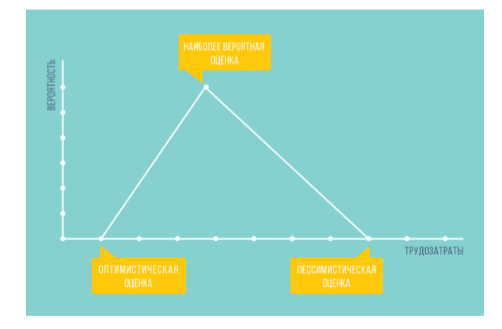 НАИБОЛЕЕ ВЕРОЯТНАЯ
ОЦЕНКА
ВЕРОЯТНОСТЬ
ТРУДОЗАТРАТЫ
ОПТИМИСТИЧЕСКАЯ
ОЦЕНКА
ПЕССИМИСТИЧЕСКАЯ
ОЦЕНКА